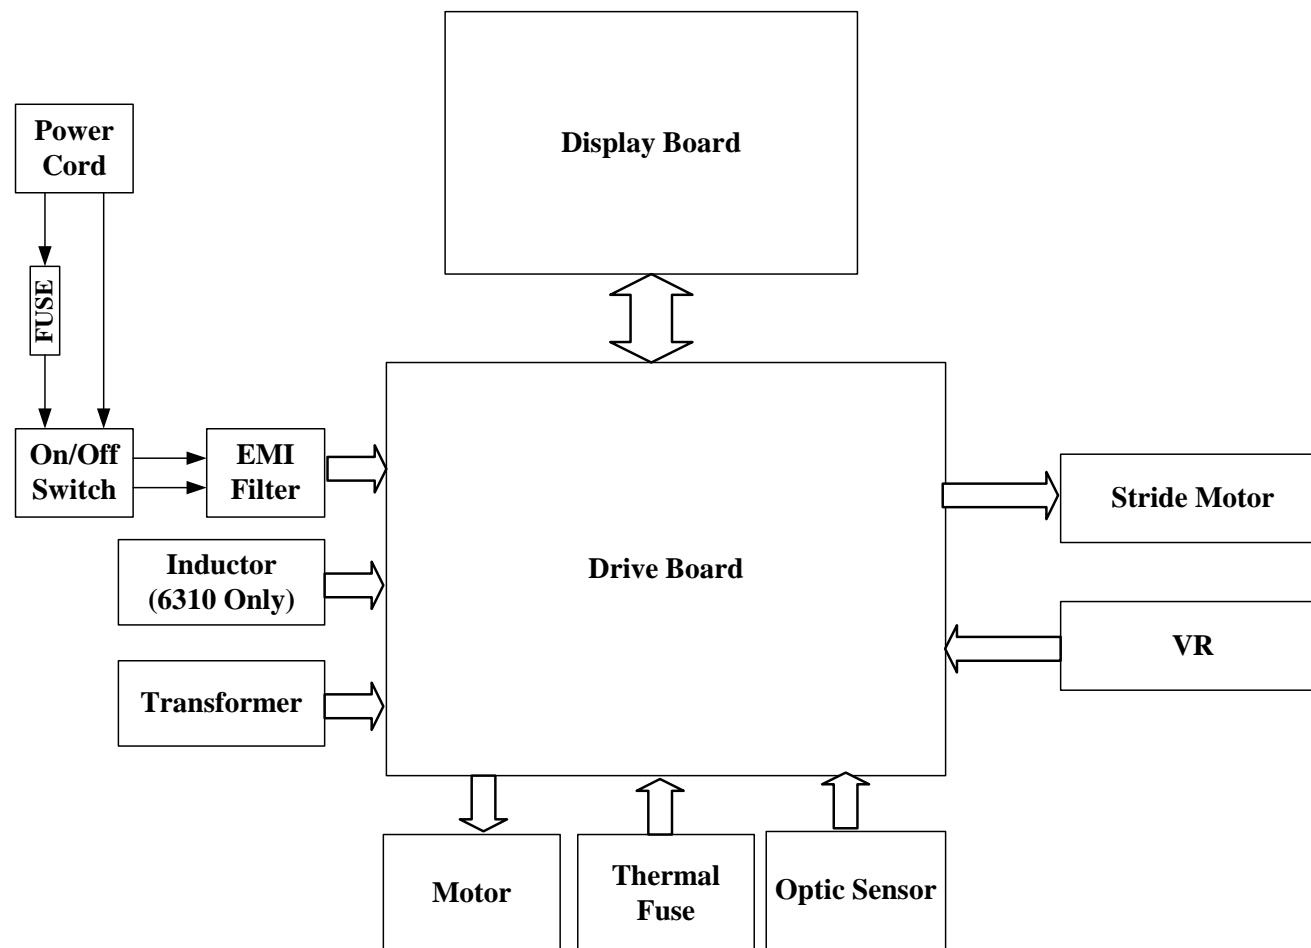 Power
Cord
Display Board
FUSE
On/Off
Switch
EMI
Filter
Stride Motor
Inductor
(6310 Only)
Drive Board
VR
Transformer
Motor
Thermal
Fuse
Optic Sensor